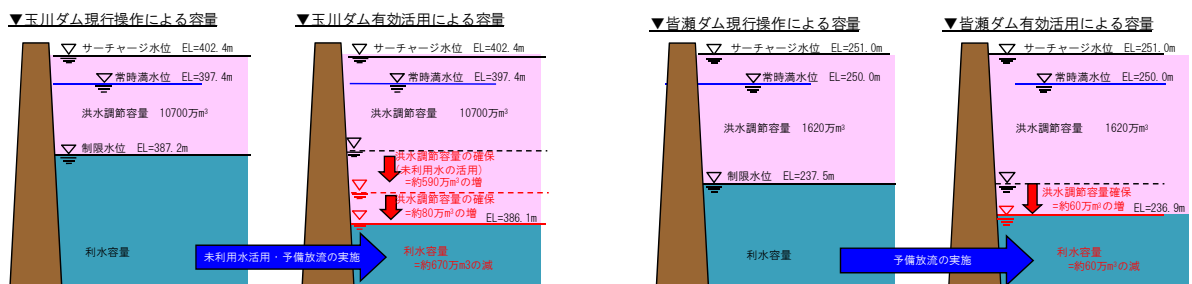 ▼玉川ダム現行操作による容量
サーチャージ水位 EL=402.4m
常時満水位 EL=397.4m
洪水調節容量 10700万m³
制限水位 EL=387.2m
利水容量
▼玉川ダム有効活用による容量
サーチャージ水位 EL=402.4m
常時満水位 EL=397.4m
洪水調節容量 10700万m³
洪水調節容量の確保
(未利用水の活用)
=約590万m³の増
洪水調節容量の確保
=約80万m³の増
EL=386.1m
利水容量
=約670万m3の減
未利用水活用・予備放流の実施
▼皆瀬ダム現行操作による容量
サーチャージ水位 EL=251.0m
常時満水位 EL=250.0m
洪水調節容量 1620万m³
制限水位 EL=237.5m
利水容量
▼皆瀬ダム有効活用による容量
サーチャージ水位 EL=251.0m
常時満水位 EL=250.0m
洪水調節容量 1620万m³
洪水調節容量確保
=約60万m³の増
EL=236.9m
利水容量
=約60万m³の減
予備放流の実施